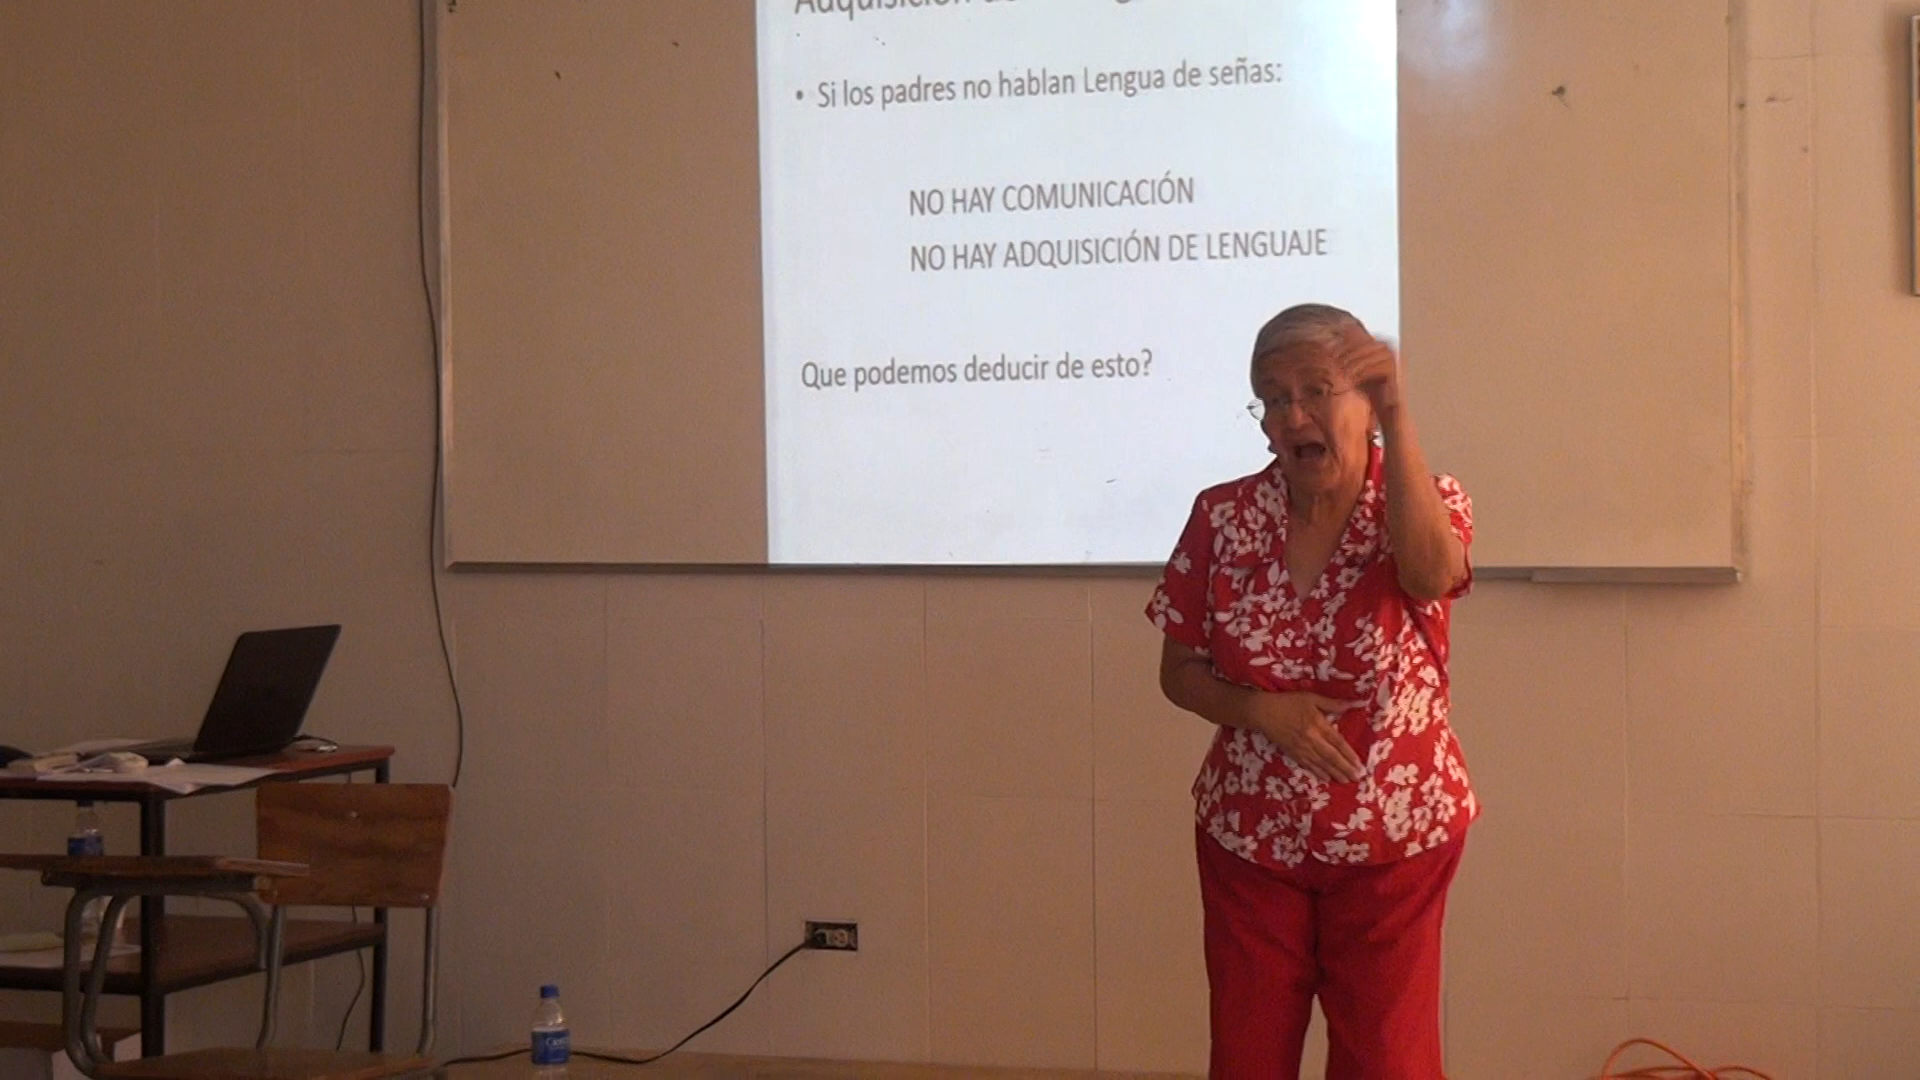 Adquisición
• Si los padres no hablan Lengua de señas:
NO HAY COMUNICACIÓN
NO HAY ADQUISICIÓN DE LENGUAJE
Que podemos deducir de esto?